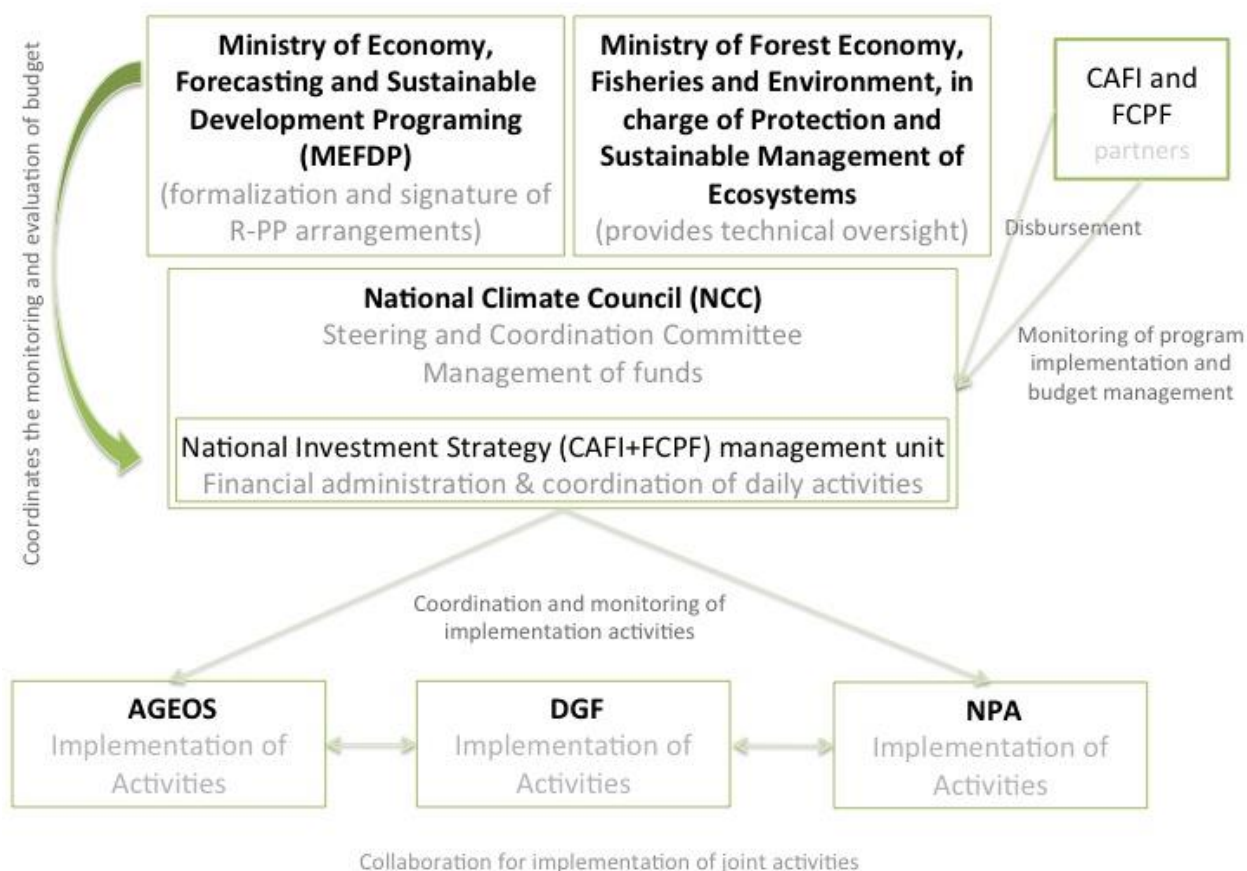 Coordinates the monitoring and evaluation of budget
Ministry of Economy,
Forecasting and Sustainable
Development Programing
(MEFDP)
(formalization and signature of
R-PP arrangements)
Ministry of Forest Economy,
Fisheries and Environment, in
charge of Protection and
Sustainable Management of
Ecosystems
(provides technical oversight)
CAFI and
FCPF
partners
Disbursement
Monitoring of program
implementation and
budget management
National Climate Council (NCC)
Steering and Coordination Committee
Management of funds
National Investment Strategy (CAFI+FCPF) management unit
Financial administration & coordination of daily activities
Coordination and monitoring of
implementation activities
AGEOS
Implementation of
Activities
DGF
Implementation of
Activities
NPA
Implementation of
Activities
Collaboration for implementation of joint activities